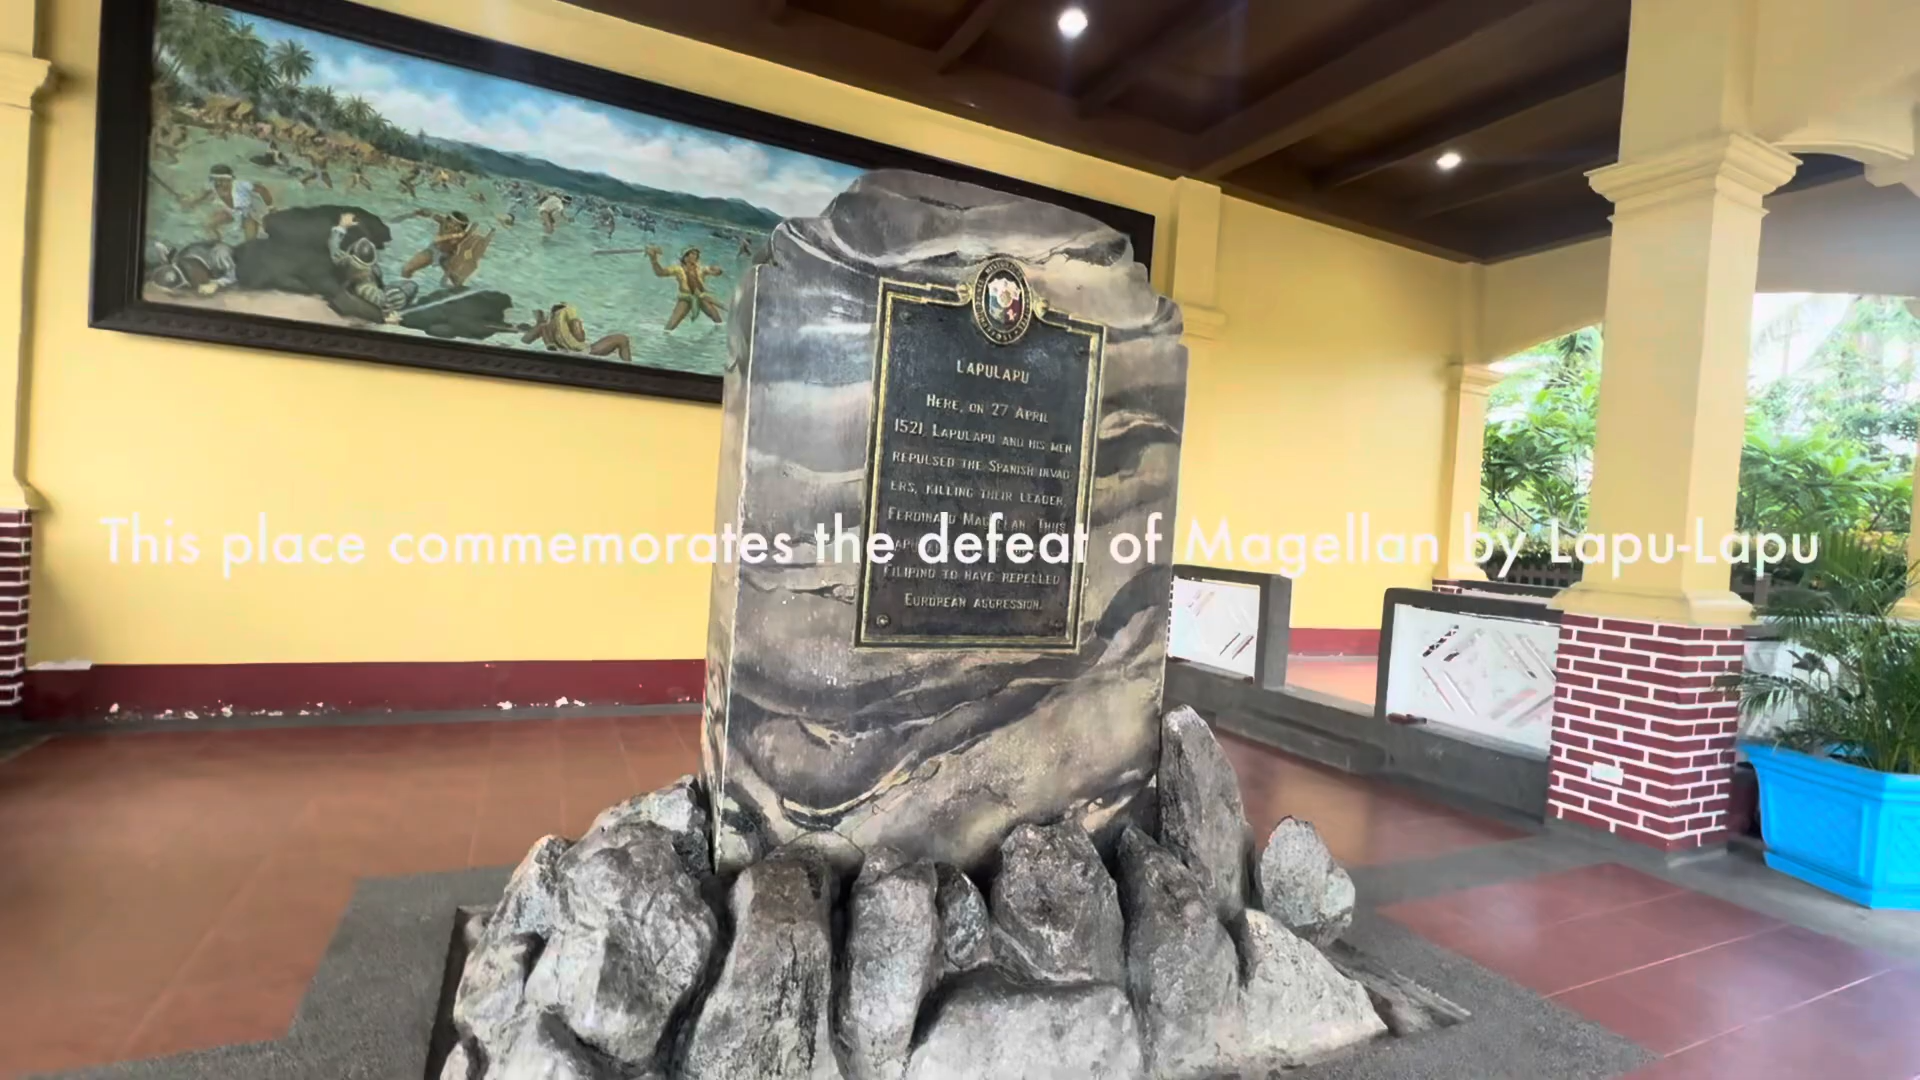 LAPULAPU
HERE, ON 27 APRIL
1521, LAPULAPU AND HIS MEN
REPULSED THE SPANISH INVAD
ERS, KILLING THEIR LEADER,
FERDINAND MAGELLAN. THUS
FILIPINO TO HAVE REPELLED
EUROPEAN AGGRESSION.
This place commemorates the defeat of Magellan by Lapu-Lapu